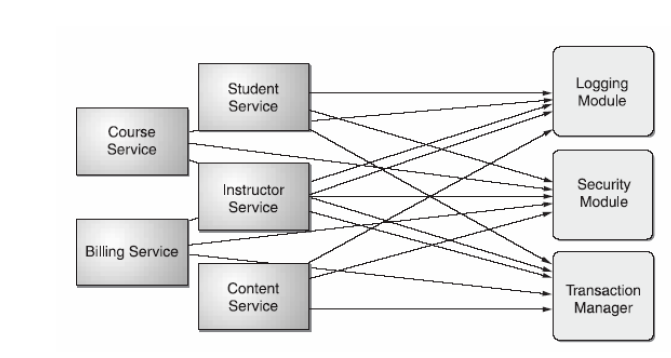 Student
Service
Logging
Module
Course
Service
Instructor
Service
Security
Module
Billing Service
Content
Service
Transaction
Manager